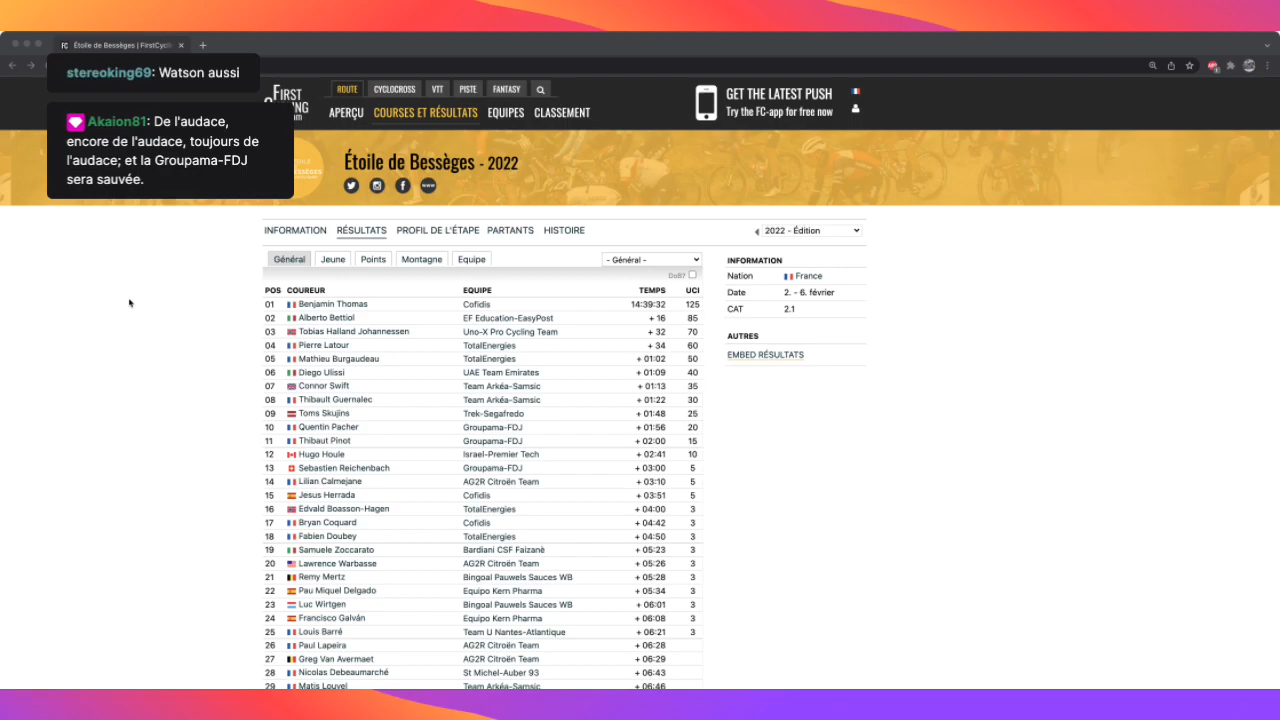 Étoile de Bessèges | FirstCycl
stereoking69: Watson aussi
Akaion81: De l'audace,
encore de l'audace, toujours de
l'audace; et la Groupama-FDJ
sera sauvée.
FIRST
ROUTE CYCLOCROSS VTT PISTE FANTASY
APERÇU COURSES ET RÉSULTATS EQUIPES CLASSEMENT
GET THE LATEST PUSH
Try the FC-app for free now
Étoile de Bessèges - 2022
www
INFORMATION RÉSULTATS PROFIL DE L'ÉTAPE PARTANTS HISTOIRE
2022 - Édition
Général Jeune Points Montagne Equipe
- Général -
Do8?
POS COUREUR EQUIPE TEMPS UCI
01 Benjamin Thomas Cofidis 14:39:32 125
02 Alberto Bettiol EF Education-EasyPost + 16 85
03 Tobias Halland Johannessen Uno-X Pro Cycling Team + 32 70
04 Pierre Latour TotalEnergies + 34 60
05 Mathieu Burgaudeau TotalEnergies + 01:02 50
06 Diego Ulissi UAE Team Emirates + 01:09 40
07 Connor Swift Team Arkéa-Samsic + 01:13 35
08 Thibault Guernalec Team Arkéa-Samsic + 01:22 30
09 Toms Skujins Trek-Segafredo + 01:48 25
10 Quentin Pacher Groupama-FDJ + 01:56 20
11 Thibaut Pinot Groupama-FDJ + 02:00 15
12 Hugo Houle Israel-Premier Tech + 02:41 10
13 Sebastien Reichenbach Groupama-FDJ + 03:00 5
14 Lilian Calmejane AG2R Citroën Team + 03:10 5
15 Jesus Herrada Cofidis + 03:51 5
16 Edvald Boasson-Hagen TotalEnergies + 04:00 3
17 Bryan Coquard Cofidis + 04:42 3
18 Fabien Doubey TotalEnergies + 04:50 3
19 Samuele Zoccarato Bardiani CSF Faizanè + 05:23 3
20 Lawrence Warbasse AG2R Citroën Team + 05:26 3
21 Remy Mertz Bingoal Pauwels Sauces WB + 05:28 3
22 Pau Miquel Delgado Equipo Kern Pharma + 05:34 3
23 Luc Wirtgen Bingoal Pauwels Sauces WB + 06:01 3
24 Francisco Galván Equipo Kern Pharma + 06:08 3
25 Louis Barré Team U Nantes-Atlantique + 06:21 3
26 Paul Lapeira AG2R Citroën Team + 06:28
27 Greg Van Avermaet AG2R Citroën Team + 06:29
28 Nicolas Debeaumarché St Michel-Auber 93 + 06:43
29 Matis Louvel Team Arkéa-Samsic + 06:46
INFORMATION
Nation France
Date 2. - 6. février
CAT 2.1
AUTRES
EMBED RÉSULTATS